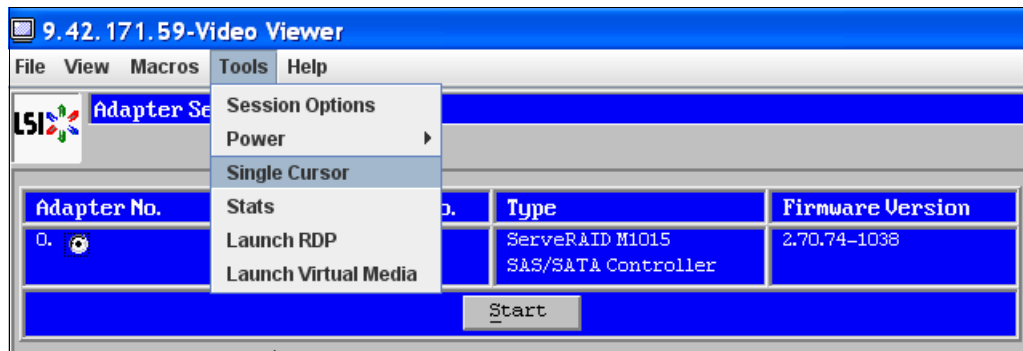 9.42.171.59-Video Viewer
File View Macros Tools Help
LSI Adapter Se
Session Options
Power
Single Cursor
Stats
Launch RDP
Launch Virtual Media
Adapter No. o. Type Firmware Version
0. ServeRAID M1015 2.70.74-1038
SAS/SATA Controller
Start